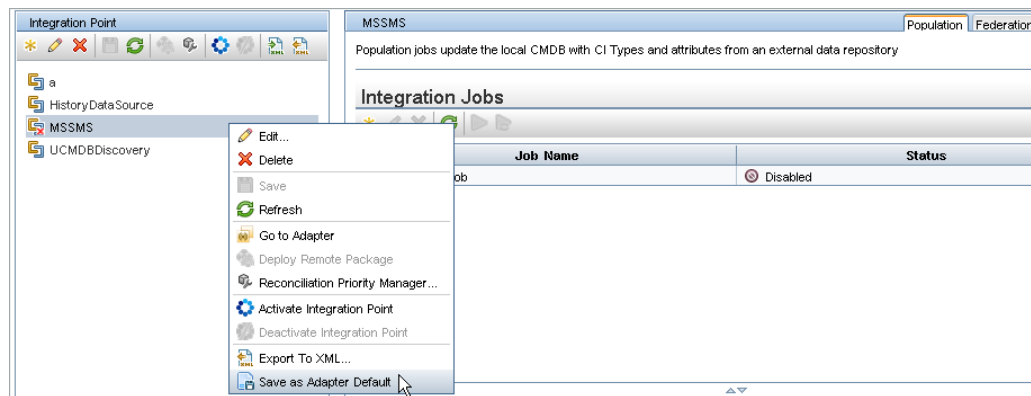 Integration Point
a
HistoryDataSource
MSSMS
UCMDBDiscovery
Edit...
Delete
Save
Refresh
Go to Adapter
Deploy Remote Package
Reconciliation Priority Manager...
Activate Integration Point
Deactivate Integration Point
Export To XML...
Save as Adapter Default
MSSMS
Population
Federation
Population jobs update the local CMDB with CI Types and attributes from an external data repository
Integration Jobs
Job Name
Status
ob
Disabled